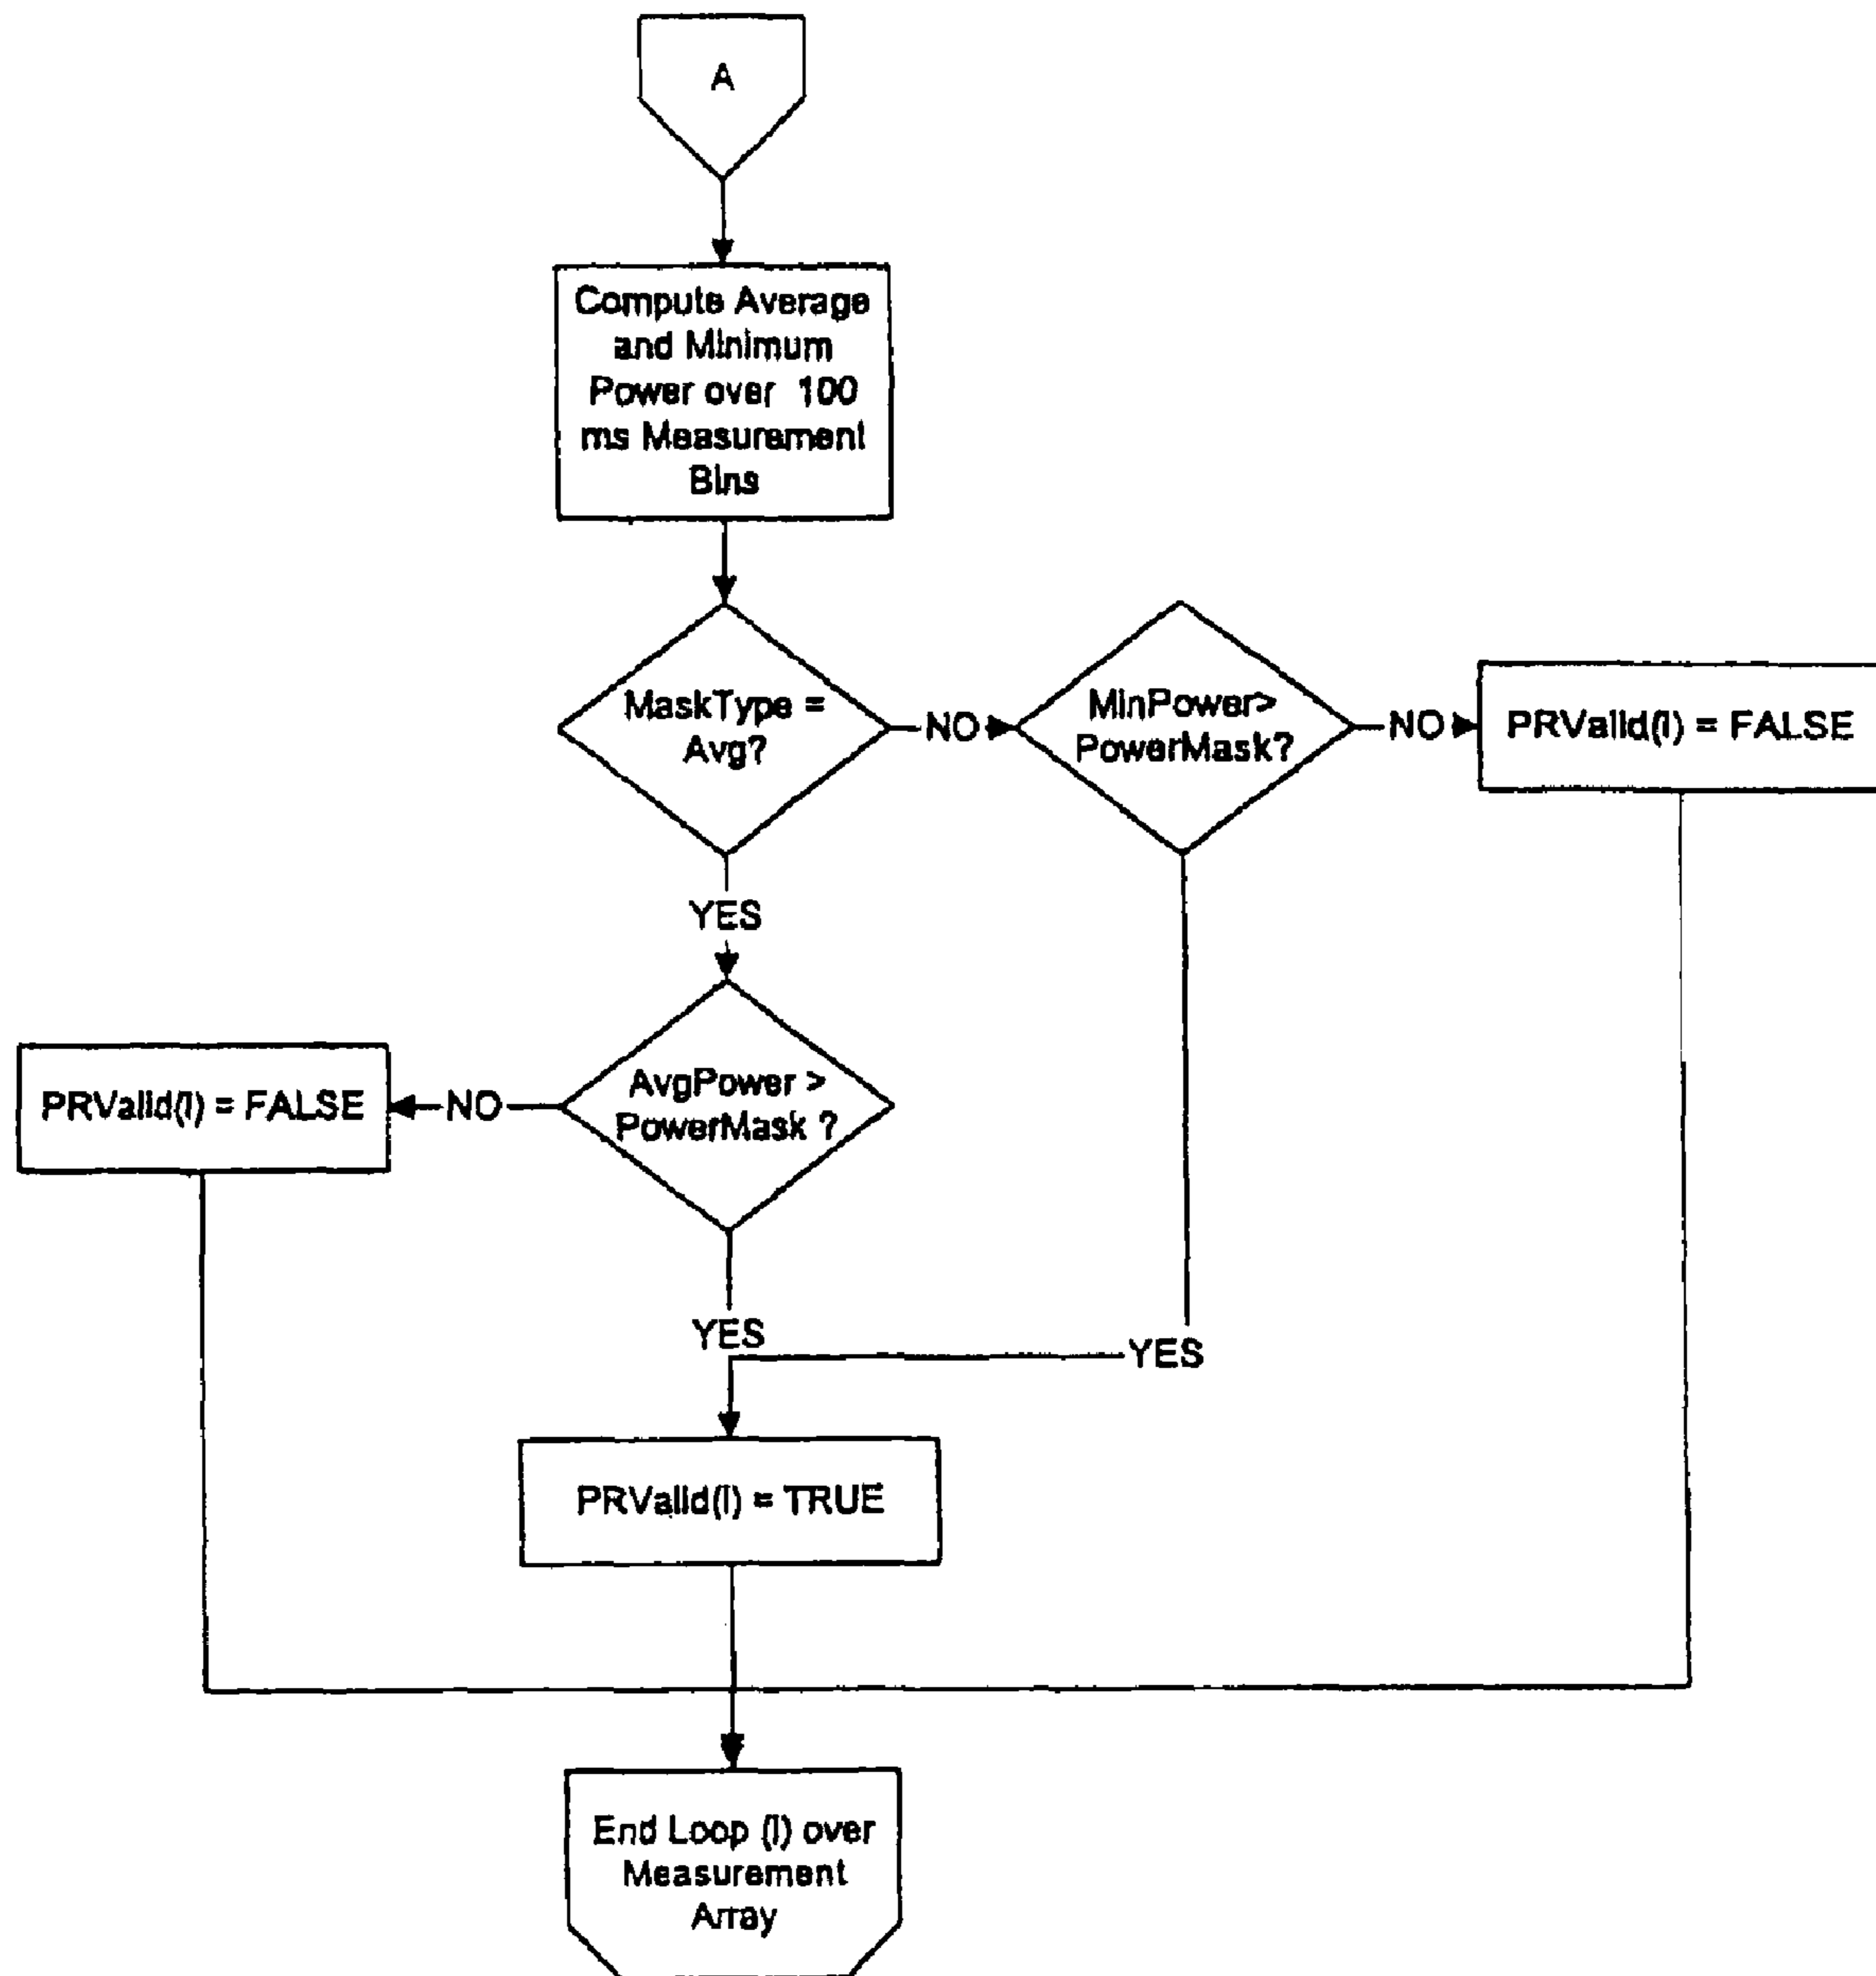 A
Compute Average
and Minimum
Power over 100
ms Measurement
Bins
MaskType =
Avg?
NO
MinPower>
PowerMask?
NO
PRValid(I) = FALSE
YES
PRValid(I) = FALSE
NO
AvgPower >
PowerMask ?
YES
YES
PRValid(I) = TRUE
End Loop (I) over
Measurement
Array